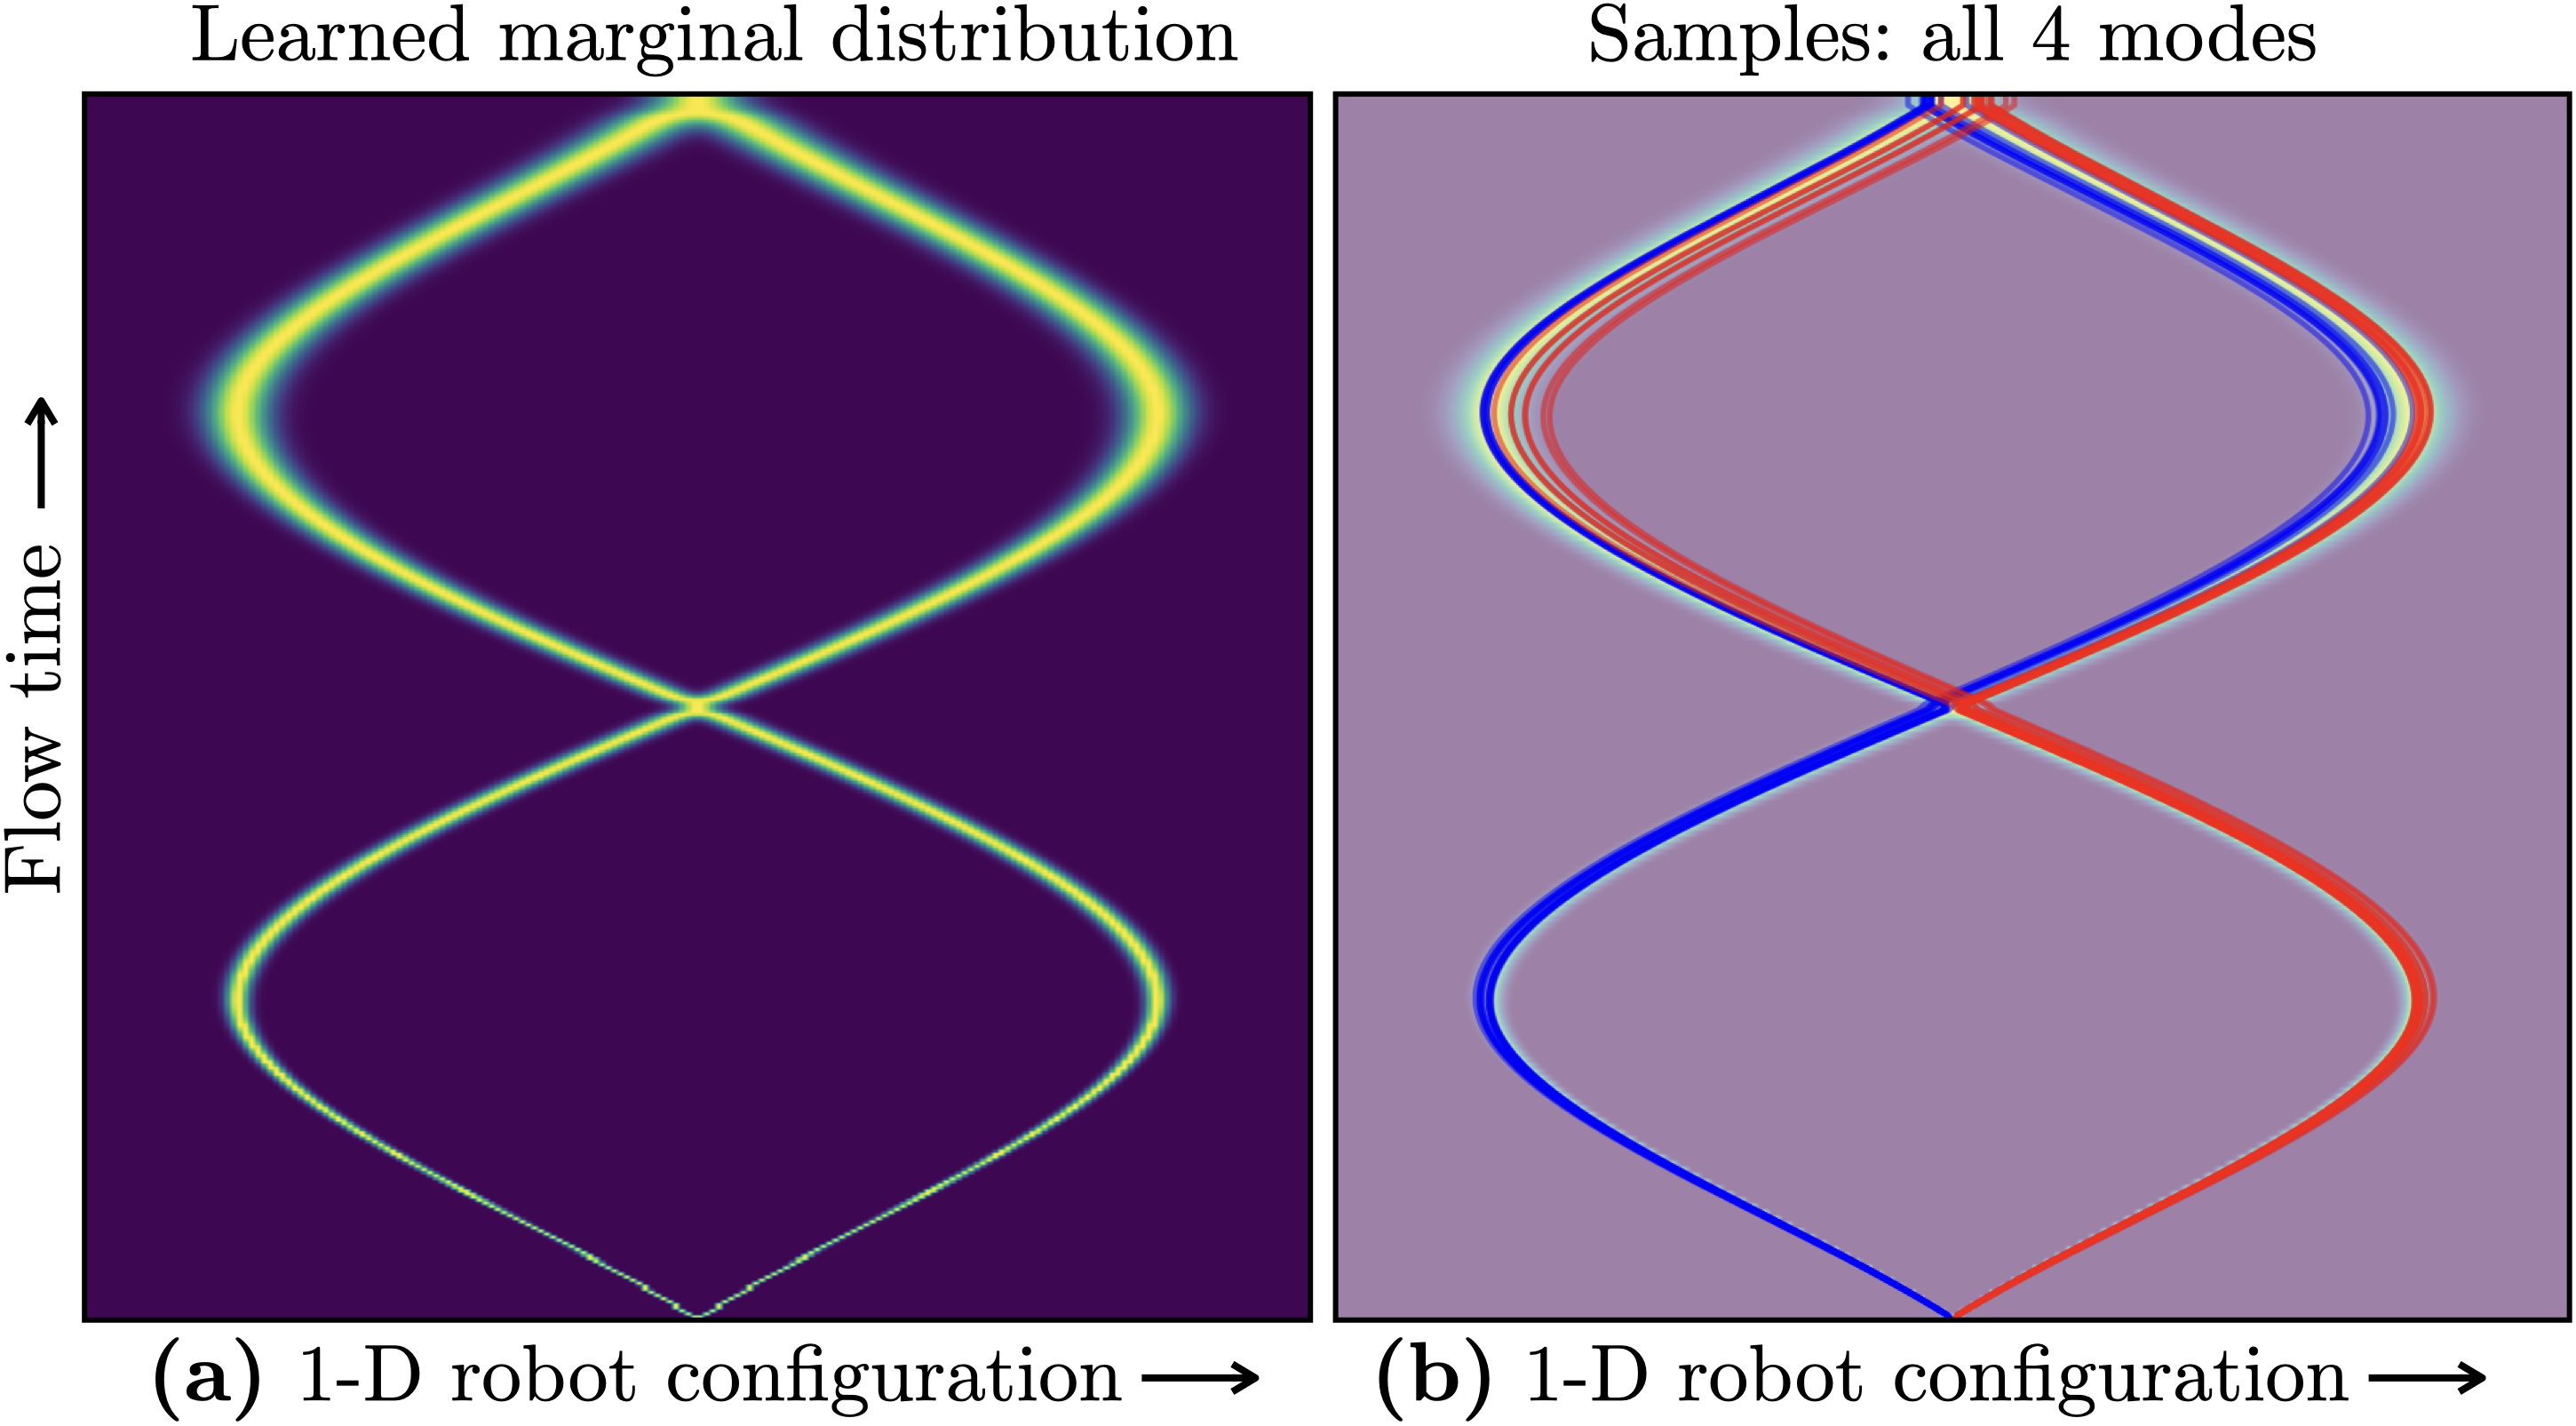 Learned marginal distribution
Samples: all 4 modes
Flow time ⟶
(a) 1-D robot configuration ⟶
(b) 1-D robot configuration ⟶